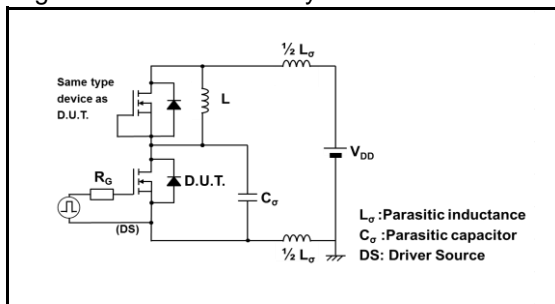 ½ Lσ
Same type
device as
D.U.T.
L
VDD
RG
D.U.T.
Cσ
(DS)
½ Lσ
Lσ :Parasitic inductance
Cσ :Parasitic capacitor
DS: Driver Source